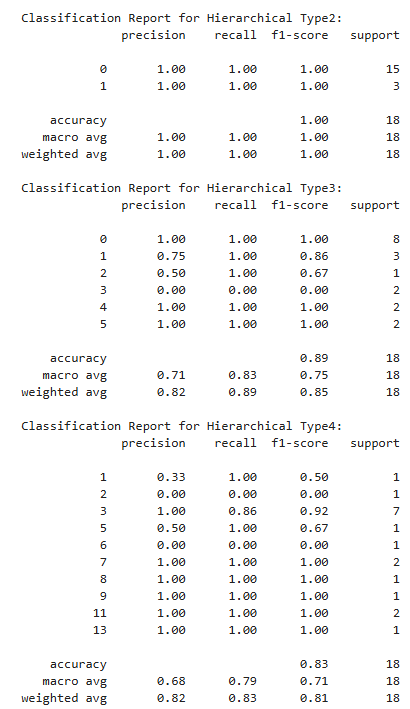 Classification Report for Hierarchical Type2:
precision recall f1-score support
0 1.00 1.00 1.00 15
1 1.00 1.00 1.00 3
accuracy 1.00 18
macro avg 1.00 1.00 1.00 18
weighted avg 1.00 1.00 1.00 18
Classification Report for Hierarchical Type3:
precision recall f1-score support
0 1.00 1.00 1.00 8
1 0.75 1.00 0.86 3
2 0.50 1.00 0.67 1
3 0.00 0.00 0.00 2
4 1.00 1.00 1.00 2
5 1.00 1.00 1.00 2
accuracy 0.89 18
macro avg 0.71 0.83 0.75 18
weighted avg 0.82 0.89 0.85 18
Classification Report for Hierarchical Type4:
precision recall f1-score support
1 0.33 1.00 0.50 1
2 0.00 0.00 0.00 1
3 1.00 0.86 0.92 7
5 0.50 1.00 0.67 1
6 0.00 0.00 0.00 1
7 1.00 1.00 1.00 2
8 1.00 1.00 1.00 1
9 1.00 1.00 1.00 1
11 1.00 1.00 1.00 2
13 1.00 1.00 1.00 1
accuracy 0.83 18
macro avg 0.68 0.79 0.71 18
weighted avg 0.82 0.83 0.81 18